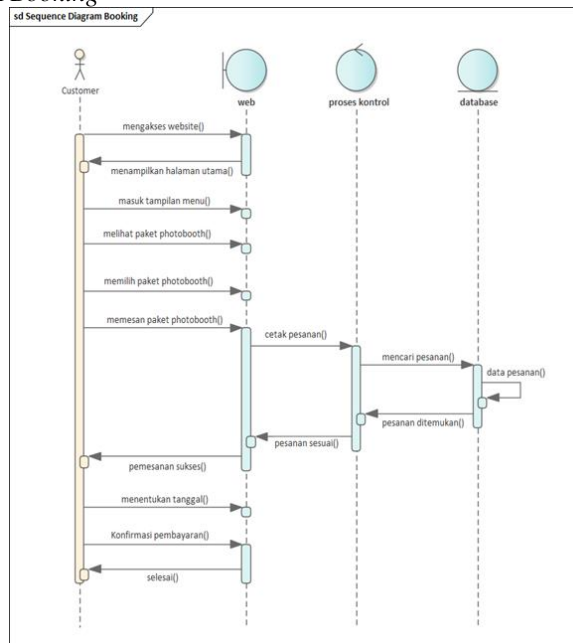 Booking
sd Sequence Diagram Booking
Customer
web
proses kontrol
database
mengakses website()
menampilkan halaman utama()
masuk tampilan menu()
melihat paket photobooth()
memilih paket photobooth()
memesan paket photobooth()
cetak pesanan()
mencari pesanan()
data pesanan()
pesanan ditemukan()
pesanan sesuai()
pemesanan sukses()
menentukan tanggal()
Konfirmasi pembayaran()
selesai()